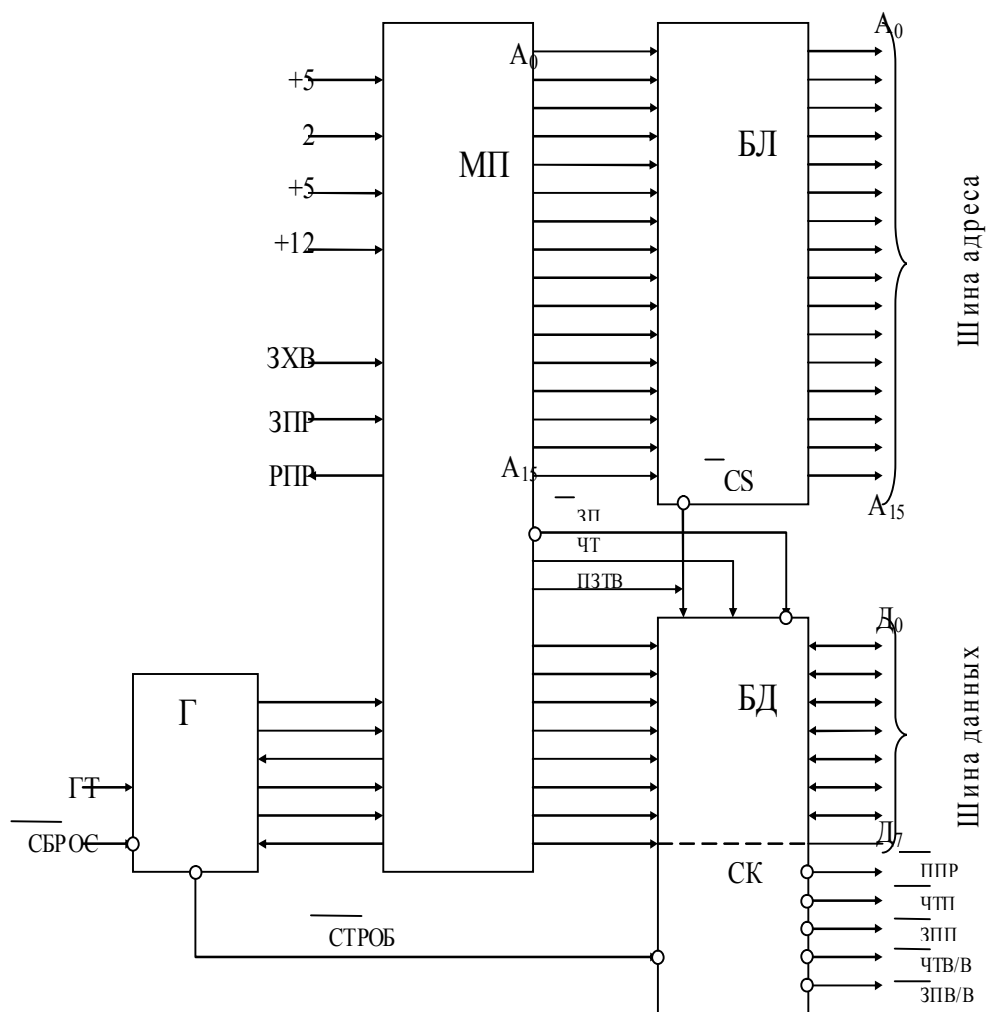 A₀
A₀
+5
2
МП
БЛ
+5
+12
Шина адреса
ЗХВ
ЗПР
РПР
A₁₅
CS
A₁₅
ЗП
ЧТ
ПЗТВ
Д₀
Г
БД
Шина данных
ГТ
СБРОС
Д₇
СК
ППР
ЧТП
СТРОБ
ЗПП
ЧТВ/В
ЗПВ/В